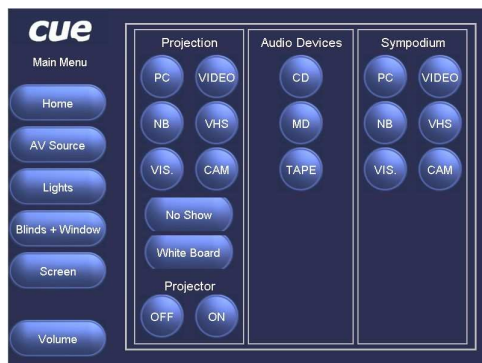 cue
Main Menu
Home
AV Source
Lights
Blinds + Window
Screen
Volume
Projection
PC VIDEO
NB VHS
VIS. CAM
No Show
White Board
Projector
OFF ON
Audio Devices
CD
MD
TAPE
Sympodium
PC VIDEO
NB VHS
VIS. CAM